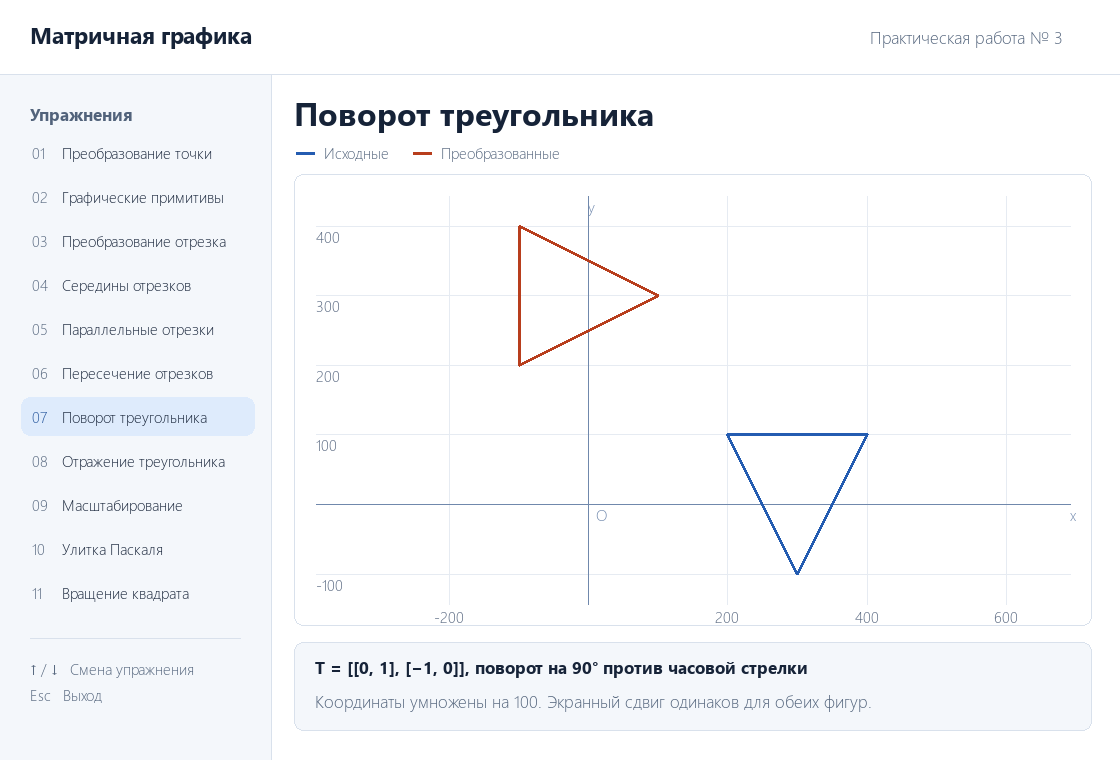 Матричная графика
Практическая работа № 3
Упражнения
01 Преобразование точки
02 Графические примитивы
03 Преобразование отрезка
04 Середины отрезков
05 Параллельные отрезки
06 Пересечение отрезков
07 Поворот треугольника
08 Отражение треугольника
09 Масштабирование
10 Улитка Паскаля
11 Вращение квадрата
↑ / ↓ Смена упражнения
Esc Выход
Поворот треугольника
Исходные Преобразованные
y
400
300
200
100
O x
-100
-200 200 400 600
T = [[0, 1], [−1, 0]], поворот на 90° против часовой стрелки
Координаты умножены на 100. Экранный сдвиг одинаков для обеих фигур.